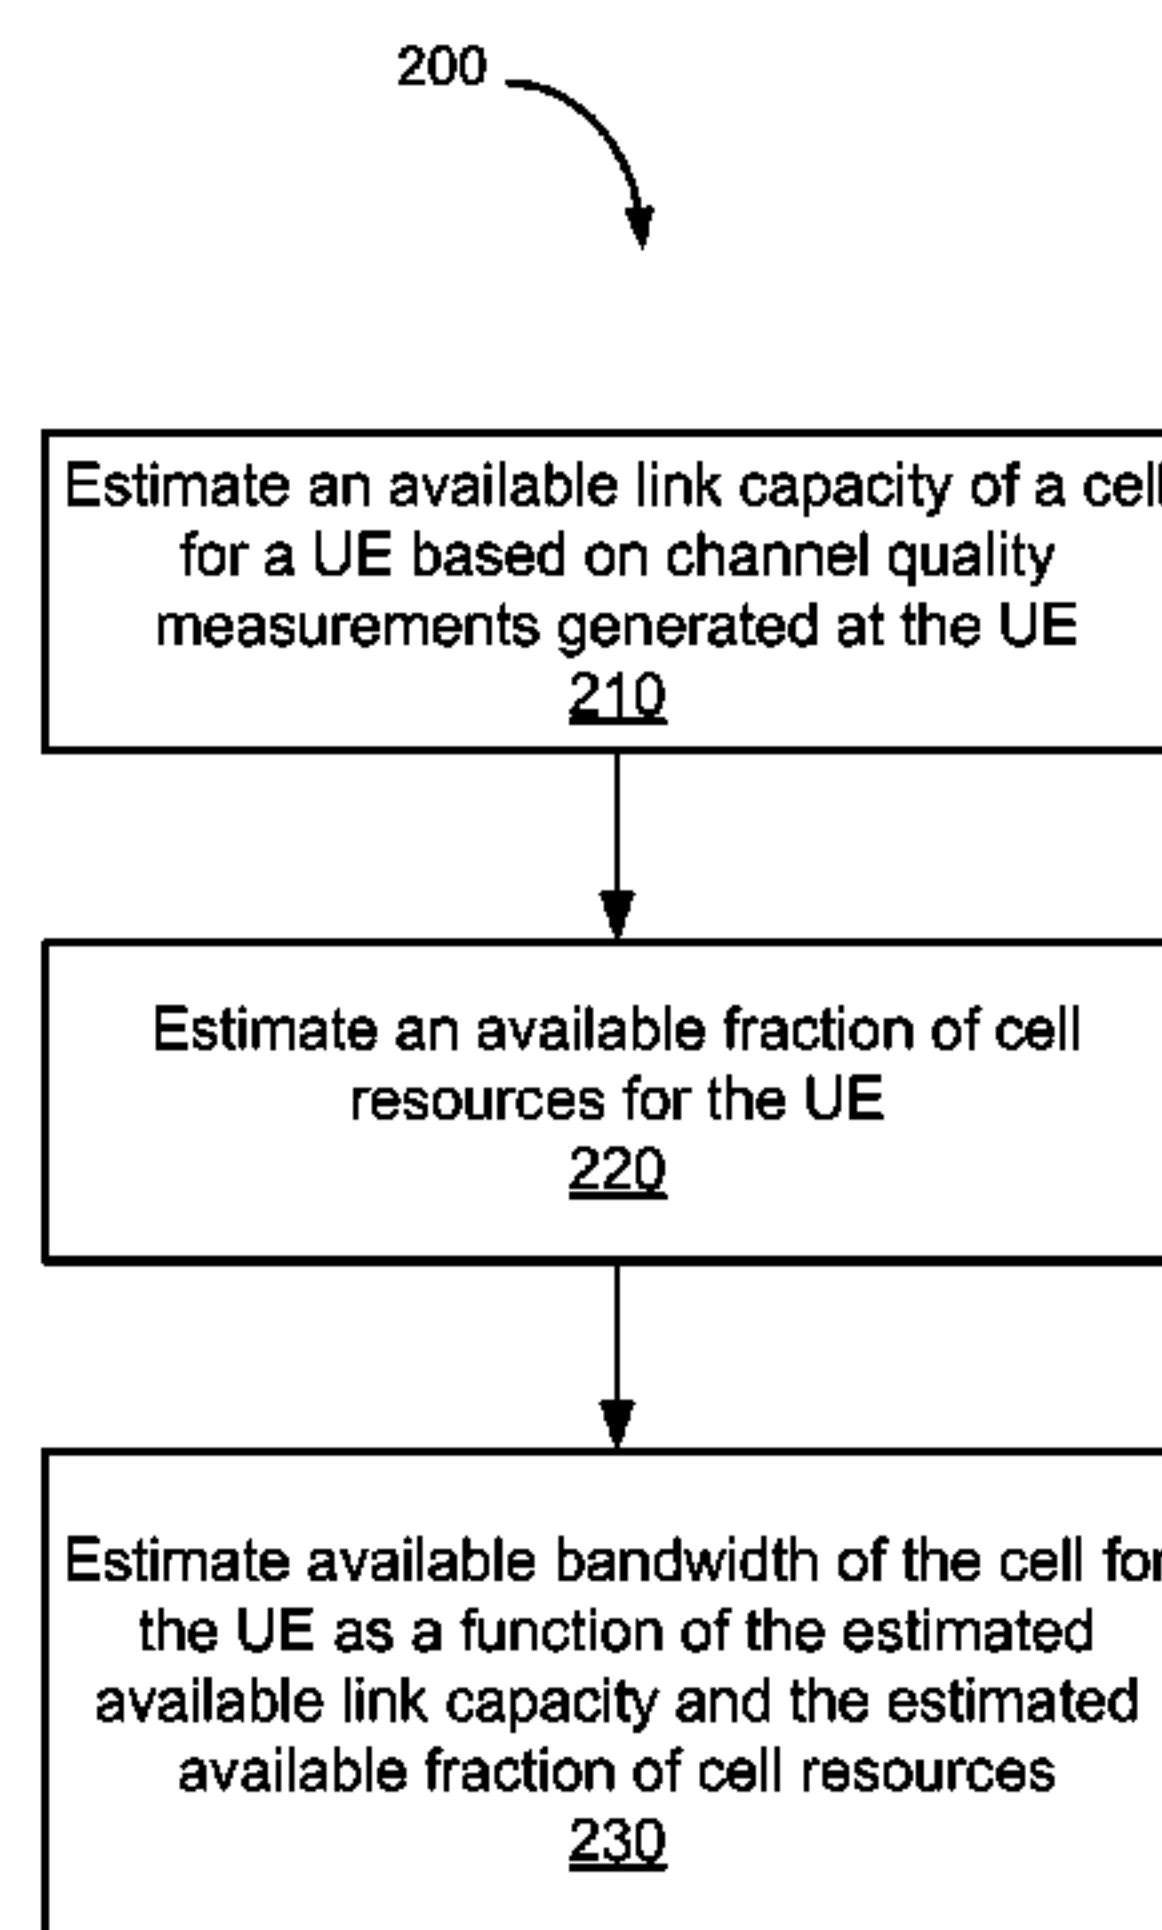 200
Estimate an available link capacity of a cell
for a UE based on channel quality
measurements generated at the UE
210
Estimate an available fraction of cell
resources for the UE
220
Estimate available bandwidth of the cell for
the UE as a function of the estimated
available link capacity and the estimated
available fraction of cell resources
230